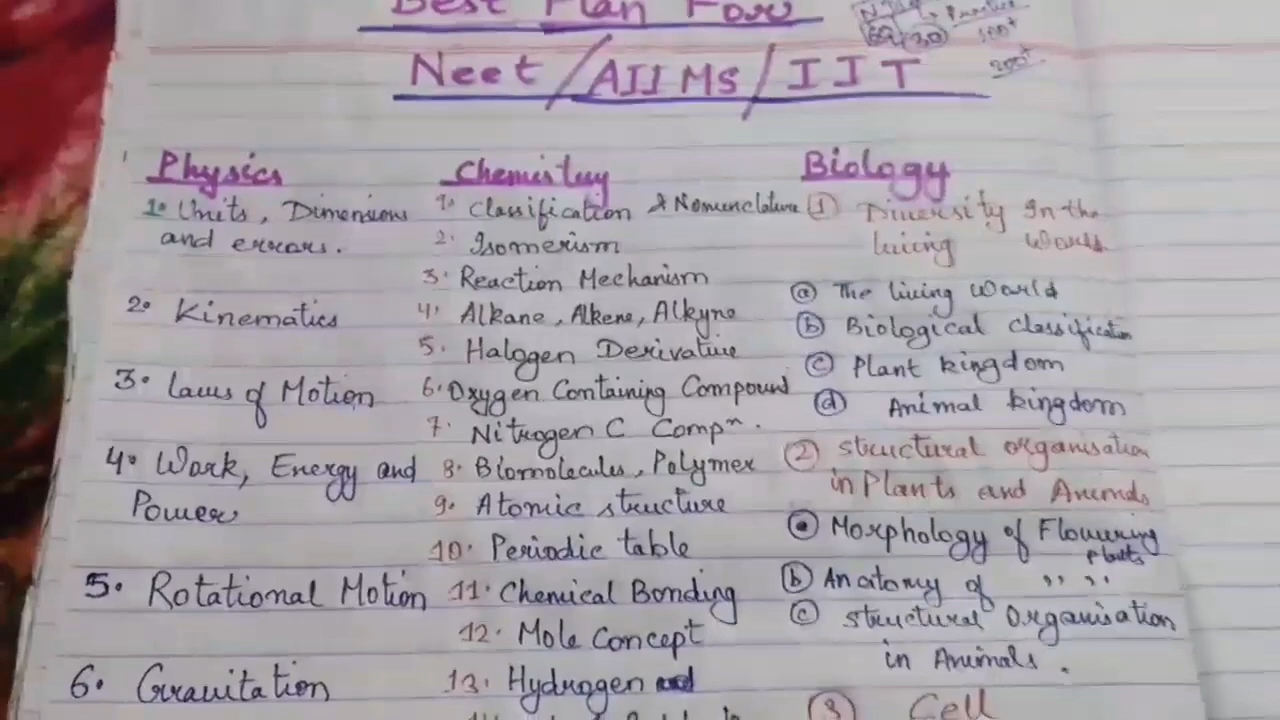 Best Plan For
Neet / AIIMS / IIT
100+
200+
Physics
1. Units, Dimensions
and errors.
2. Kinematics
3. Laws of Motion
4. Work, Energy and
Power
5. Rotational Motion
6. Gravitation
Chemistry
1. Classification & Nomenclature
2. Isomerism
3. Reaction Mechanism
4. Alkane, Alkene, Alkyne
5. Halogen Derivative
6. Oxygen Containing Compound
7. Nitrogen C Compn.
8. Biomolecules, Polymer
9. Atomic structure
10. Periodic table
11. Chemical Bonding
12. Mole Concept
13. Hydrogen
Biology
(1) Diversity In the
living World
(a) The living world
(b) Biological classification
(c) Plant kingdom
(d) Animal kingdom
(2) structural organisation
in Plants and Animals
(a) Morphology of Flowering
plants
(b) Anatomy of " "
(c) structural Organisation
in Animals.
(3) Cell